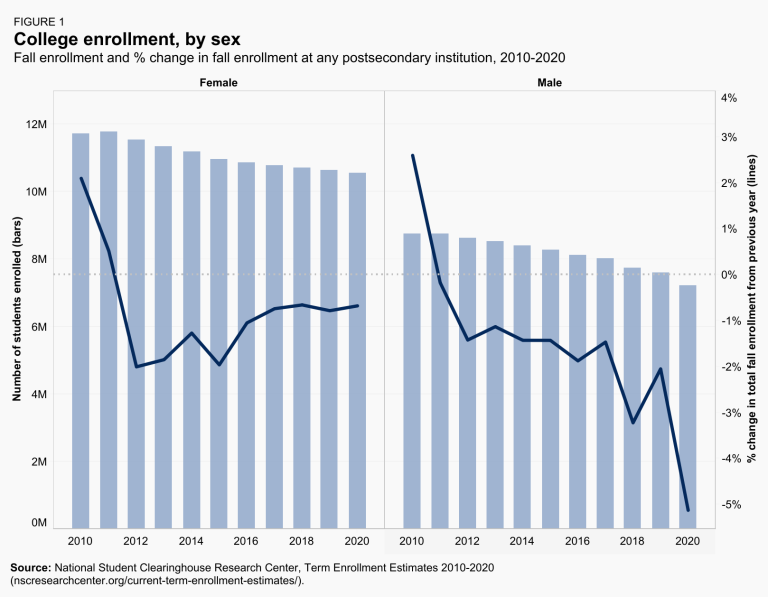 FIGURE 1
College enrollment, by sex
Fall enrollment and % change in fall enrollment at any postsecondary institution, 2010-2020
Female
Male
Number of students enrolled (bars)
12M
10M
8M
6M
4M
2M
0M
4%
3%
2%
1%
0%
-1%
-2%
-3%
-4%
-5%
% change in total fall enrollment from previous year (lines)
2010 2012 2014 2016 2018 2020
2010 2012 2014 2016 2018 2020
Source: National Student Clearinghouse Research Center, Term Enrollment Estimates 2010-2020
(nscresearchcenter.org/current-term-enrollment-estimates/).